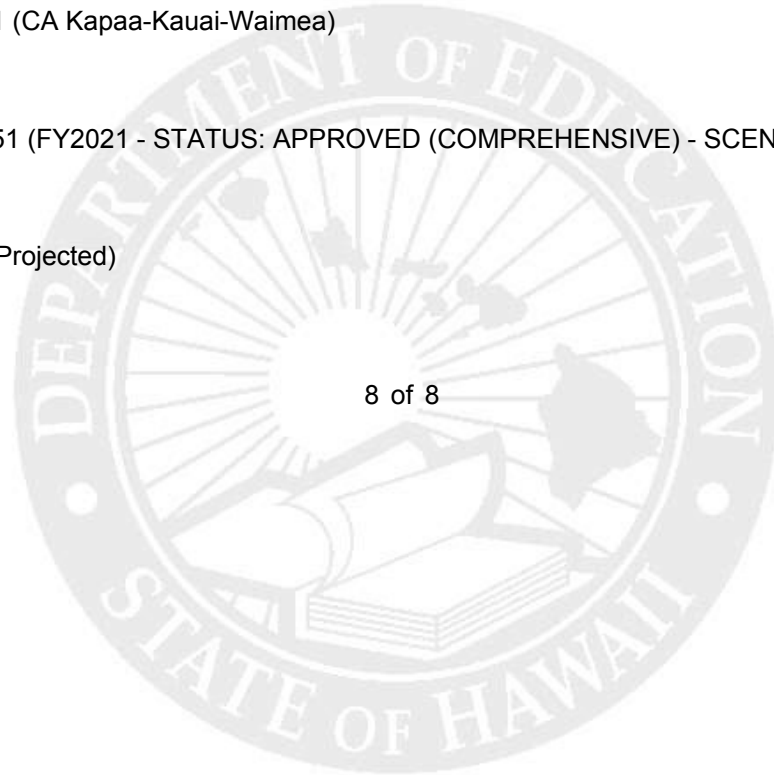 (CA Kapaa-Kauai-Waimea)
51 (FY2021 - STATUS: APPROVED (COMPREHENSIVE) - SCEN
Projected)
8 of 8
DEPARTMENT OF EDUCATION
STATE OF HAWAII